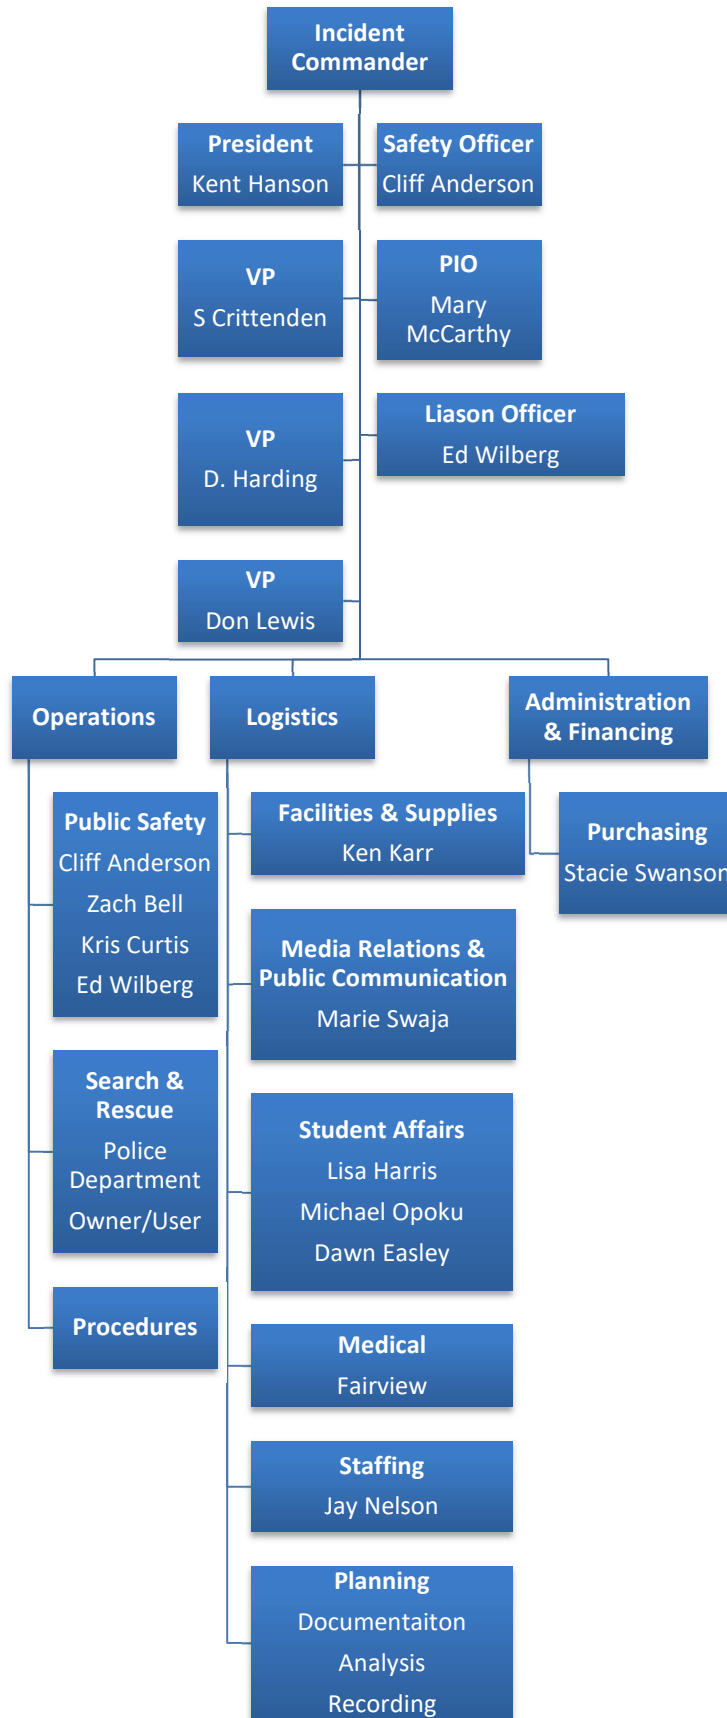 Incident
Commander
President
Kent Hanson
Safety Officer
Cliff Anderson
VP
S Crittenden
PIO
Mary
McCarthy
VP
D. Harding
Liason Officer
Ed Wilberg
VP
Don Lewis
Operations
Public Safety
Cliff Anderson
Zach Bell
Kris Curtis
Ed Wilberg
Search &
Rescue
Police
Department
Owner/User
Procedures
Logistics
Facilities & Supplies
Ken Karr
Media Relations &
Public Communication
Marie Swaja
Student Affairs
Lisa Harris
Michael Opoku
Dawn Easley
Medical
Fairview
Staffing
Jay Nelson
Planning
Documentaiton
Analysis
Recording
Administration
& Financing
Purchasing
Stacie Swanson